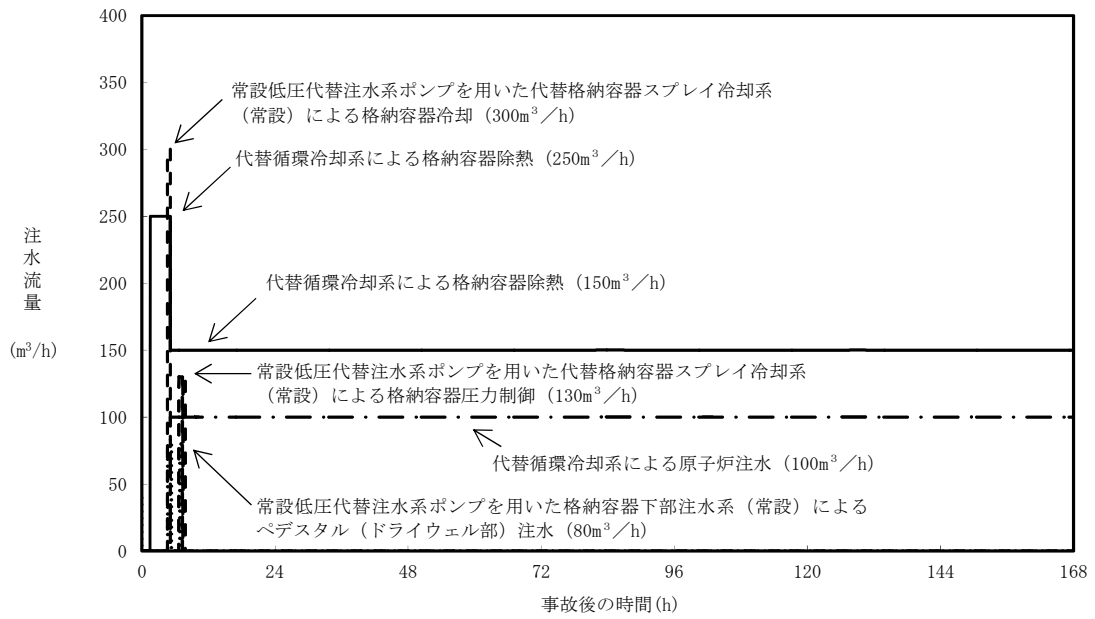 400
350
300
250
200
150
100
50
0
注水流量
(m³/h)
常設低圧代替注水系ポンプを用いた代替格納容器スプレイ冷却系
（常設）による格納容器冷却（300m³／h）
代替循環冷却系による格納容器除熱（250m³／h）
代替循環冷却系による格納容器除熱（150m³／h）
常設低圧代替注水系ポンプを用いた代替格納容器スプレイ冷却系
（常設）による格納容器圧力制御（130m³／h）
代替循環冷却系による原子炉注水（100m³／h）
常設低圧代替注水系ポンプを用いた格納容器下部注水系（常設）による
ペデスタル（ドライウェル部）注水（80m³／h）
0 24 48 72 96 120 144 168
事故後の時間(h)